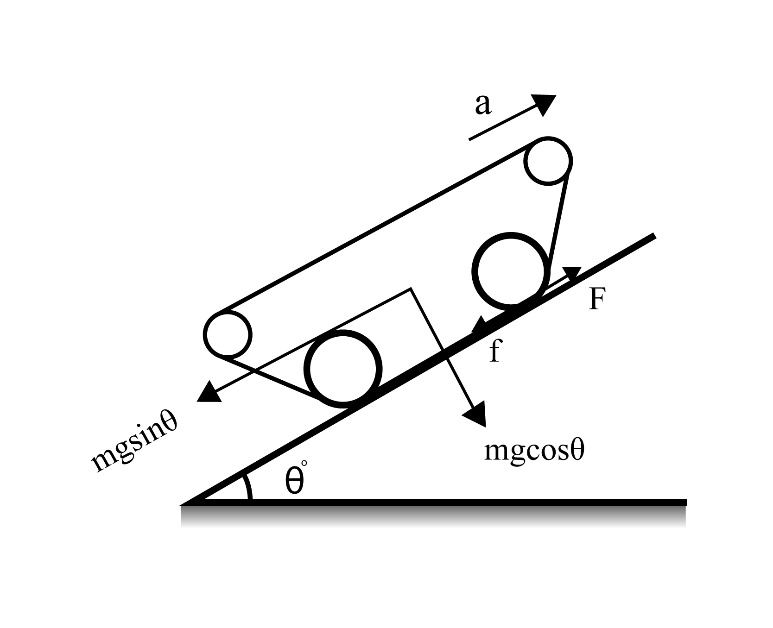 a
F
f
mgsinθ
mgcosθ
θ°